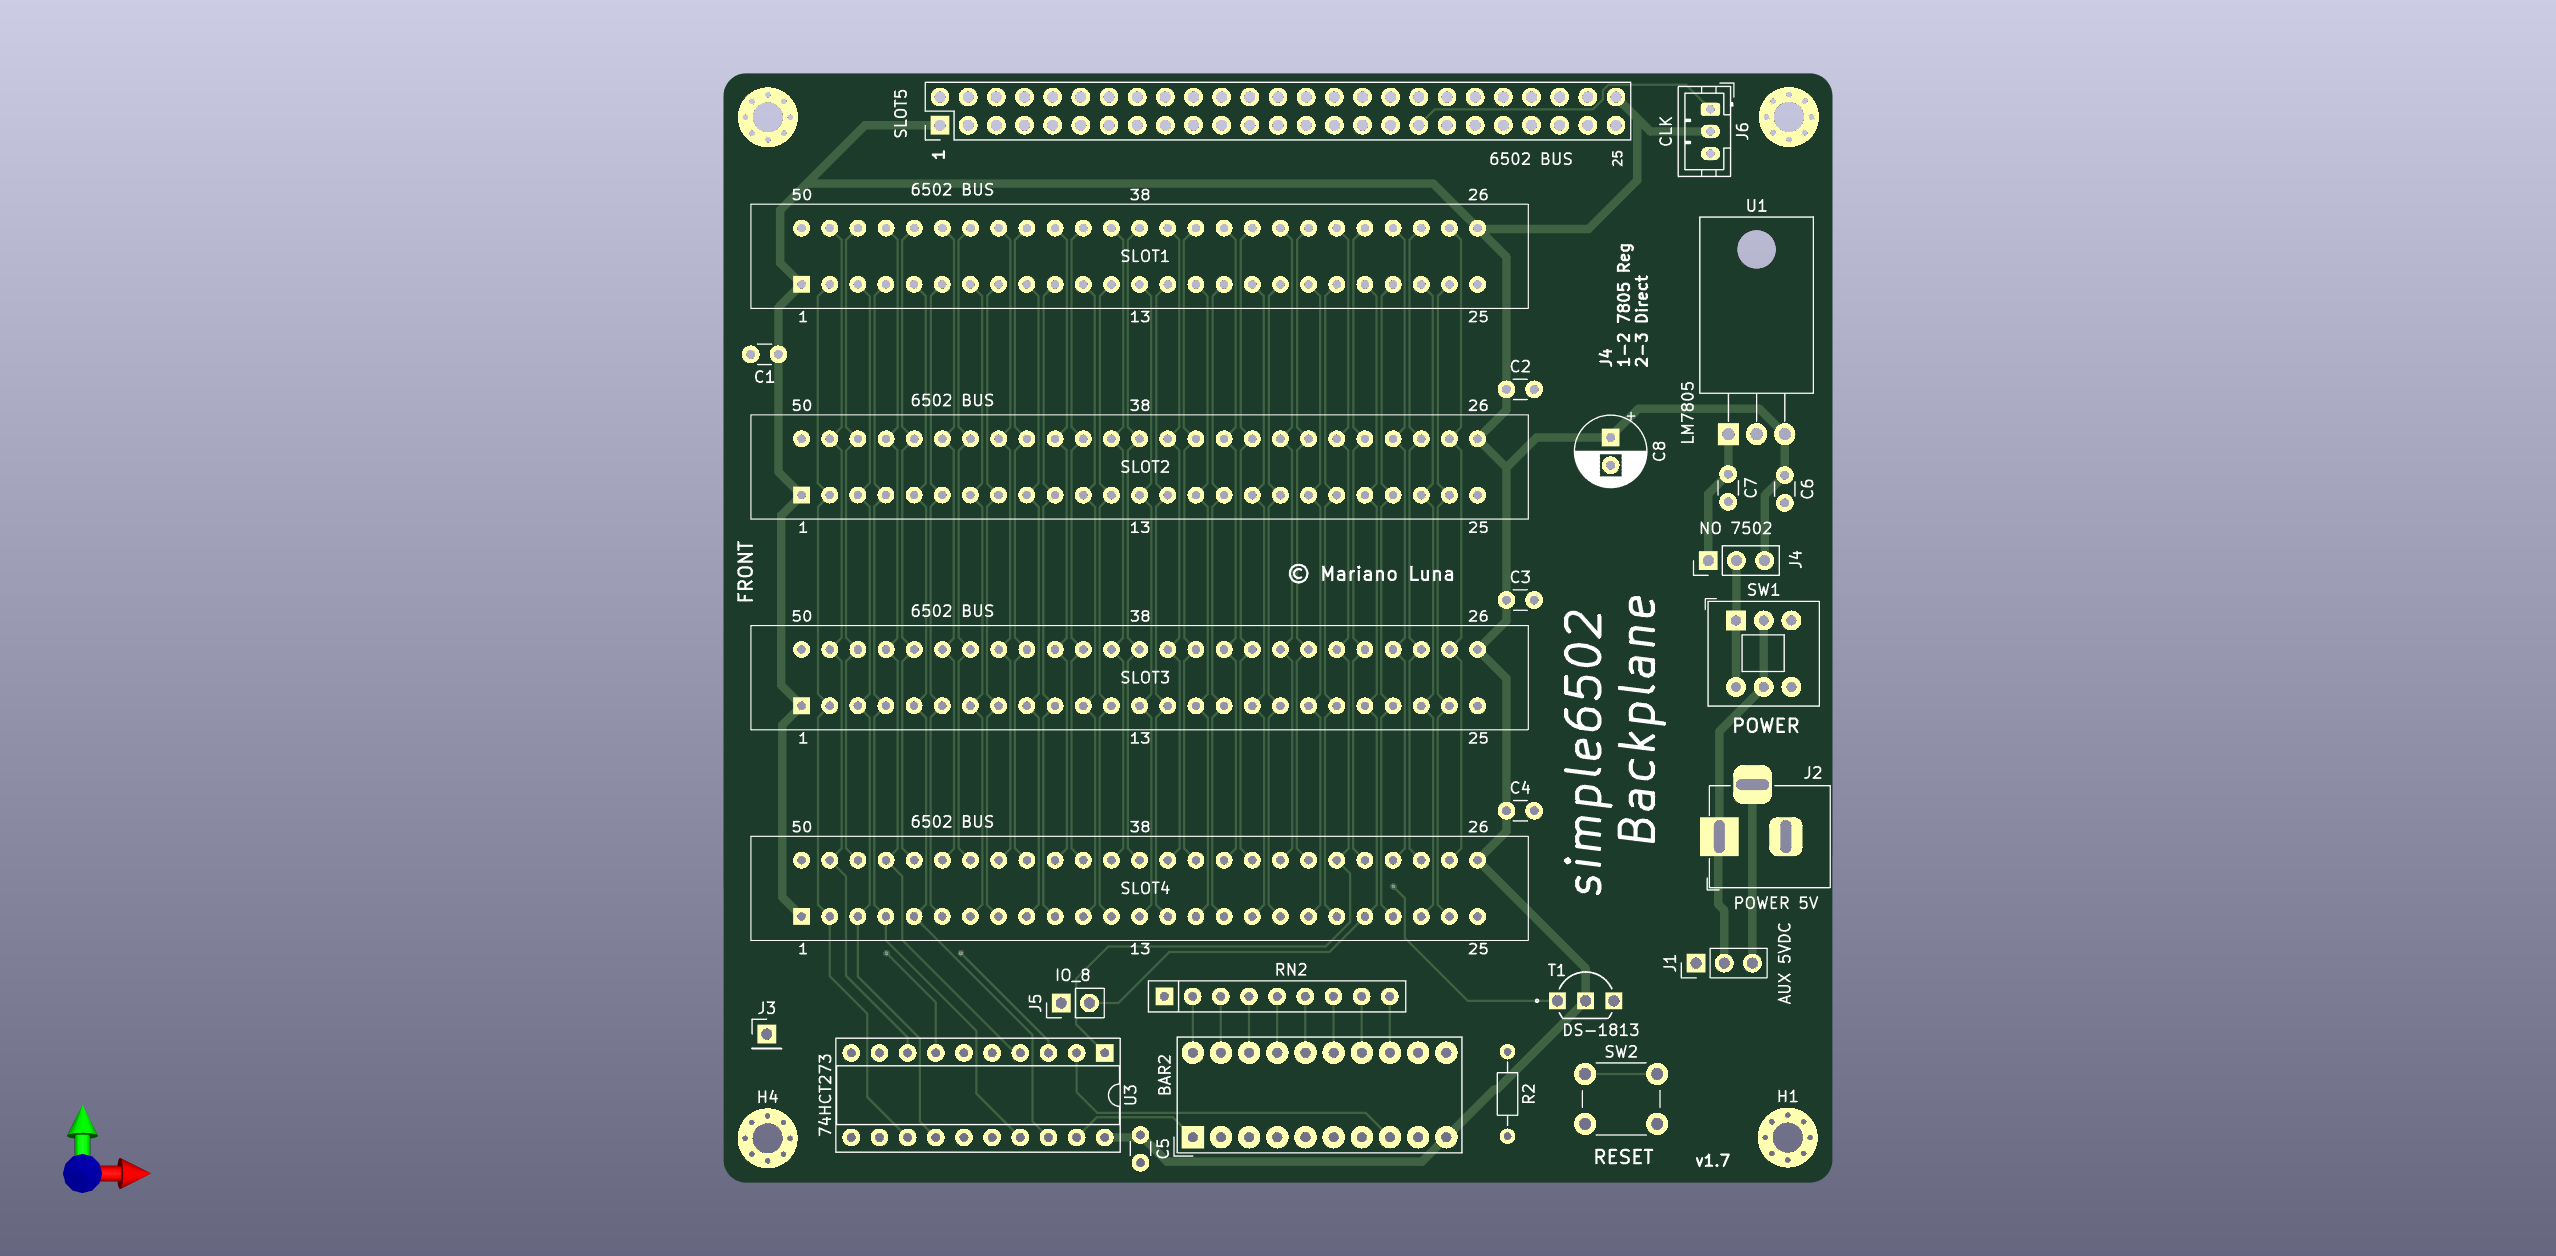 SLOT5
1
6502 BUS
25
CLK
J6
50
6502 BUS
38
26
SLOT1
1
13
25
U1
J4
1-2 7805 Reg
2-3 Direct
C1
C2
LM7805
50
6502 BUS
38
26
SLOT2
1
13
25
+
C8
C7
C6
NO 7502
J4
SW1
FRONT
© Mariano Luna
C3
50
6502 BUS
38
26
SLOT3
1
13
25
simple6502
Backplane
POWER
J2
C4
50
6502 BUS
38
26
SLOT4
1
13
25
POWER 5V
J1
AUX 5VDC
IO_8
J5
RN2
T1
DS-1813
J3
74HCT273
U3
BAR2
R2
SW2
H4
H1
C5
RESET
v1.7